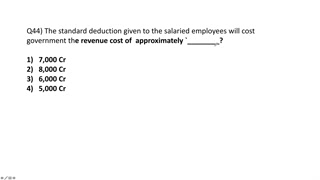 Q44) The standard deduction given to the salaried employees will cost
government the revenue cost of approximately `________?
1) 7,000 Cr
2) 8,000 Cr
3) 6,000 Cr
4) 5,000 Cr